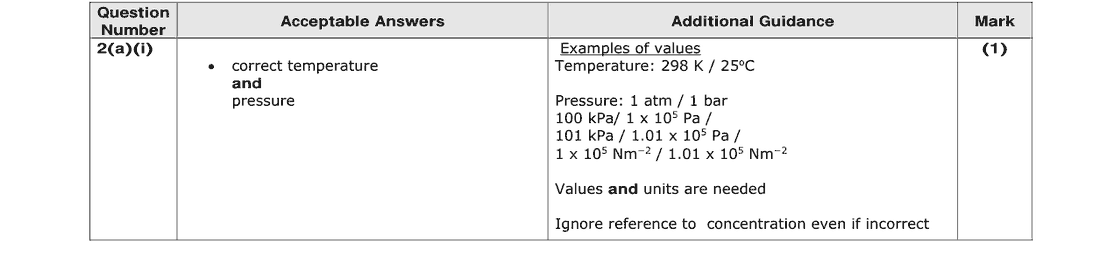 Question Number | Acceptable Answers | Additional Guidance | Mark
2(a)(i)
• correct temperature
and
pressure
Examples of values
Temperature: 298 K / 25⁰C
Pressure: 1 atm / 1 bar
100 kPa/ 1 x 10⁵ Pa /
101 kPa / 1.01 x 10⁵ Pa /
1 x 10⁵ Nm⁻² / 1.01 x 10⁵ Nm⁻²
Values and units are needed
Ignore reference to concentration even if incorrect
(1)